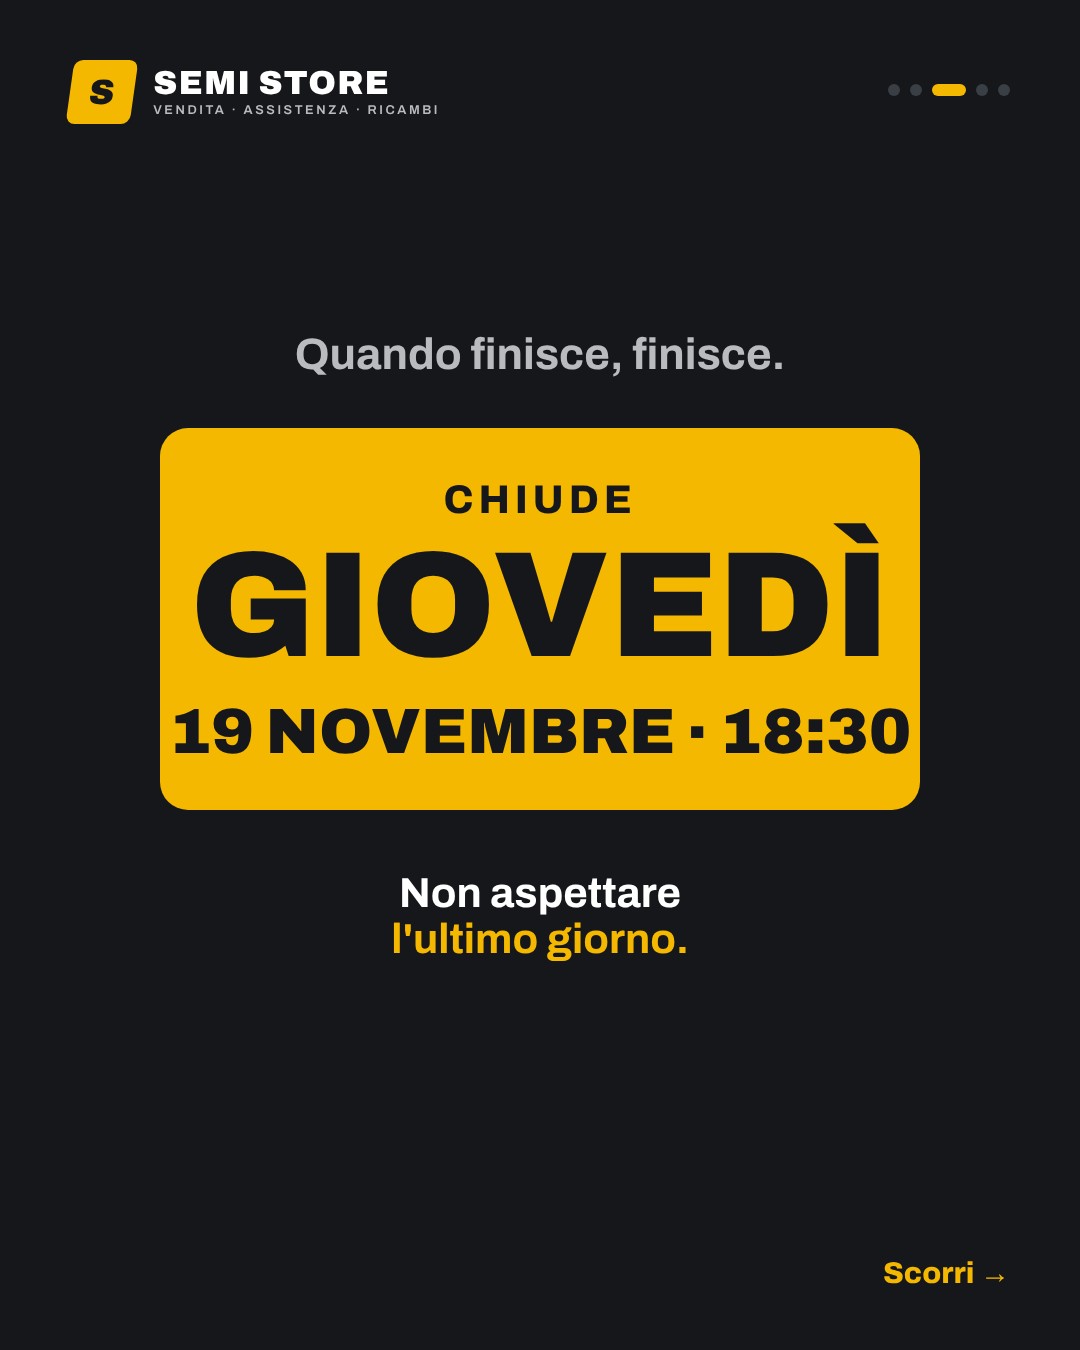 S
SEMI STORE
VENDITA · ASSISTENZA · RICAMBI
Quando finisce, finisce.
CHIUDE
GIOVEDÌ
19 NOVEMBRE · 18:30
Non aspettare
l'ultimo giorno.
Scorri →